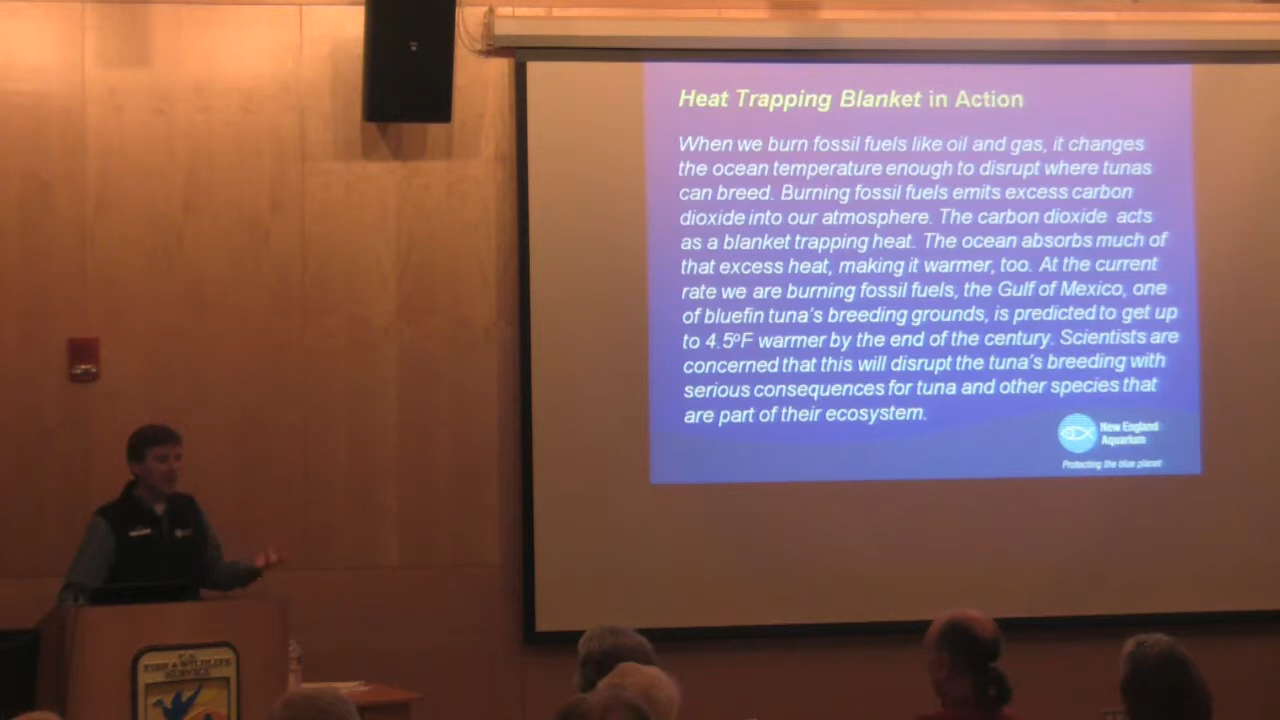 Heat Trapping Blanket in Action
When we burn fossil fuels like oil and gas, it changes
the ocean temperature enough to disrupt where tunas
can breed. Burning fossil fuels emits excess carbon
dioxide into our atmosphere. The carbon dioxide acts
as a blanket trapping heat. The ocean absorbs much of
that excess heat, making it warmer, too. At the current
rate we are burning fossil fuels, the Gulf of Mexico, one
of bluefin tuna's breeding grounds, is predicted to get up
to 4.5°F warmer by the end of the century. Scientists are
concerned that this will disrupt the tuna's breeding with
serious consequences for tuna and other species that
are part of their ecosystem.
New England
Aquarium
Protecting the blue planet
U.S.
FISH & WILDLIFE
SERVICE